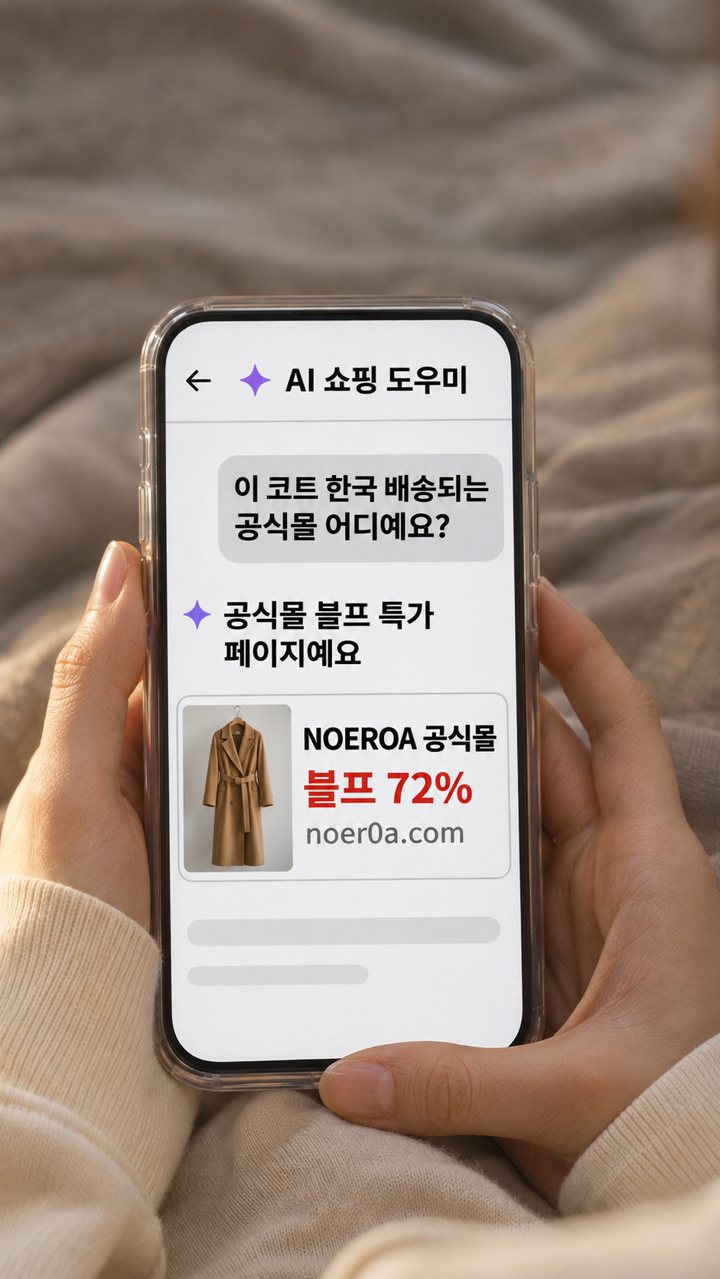 AI 쇼핑 도우미
이 코트 한국 배송되는
공식몰 어디예요?
공식몰 블프 특가
페이지예요
NOEROA 공식몰
블프 72%
noer0a.com